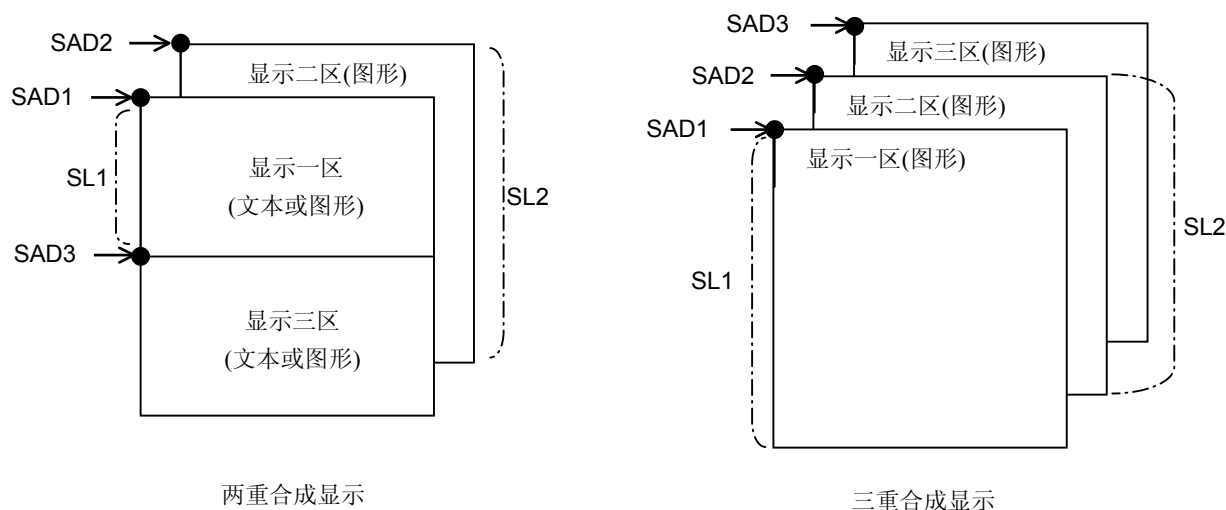 SAD2
显示二区(图形)
SAD1
显示一区
(文本或图形)
SL1
SL2
SAD3
显示三区
(文本或图形)
两重合成显示
SAD3
显示三区(图形)
SAD2
显示二区(图形)
SAD1
显示一区(图形)
SL2
SL1
三重合成显示